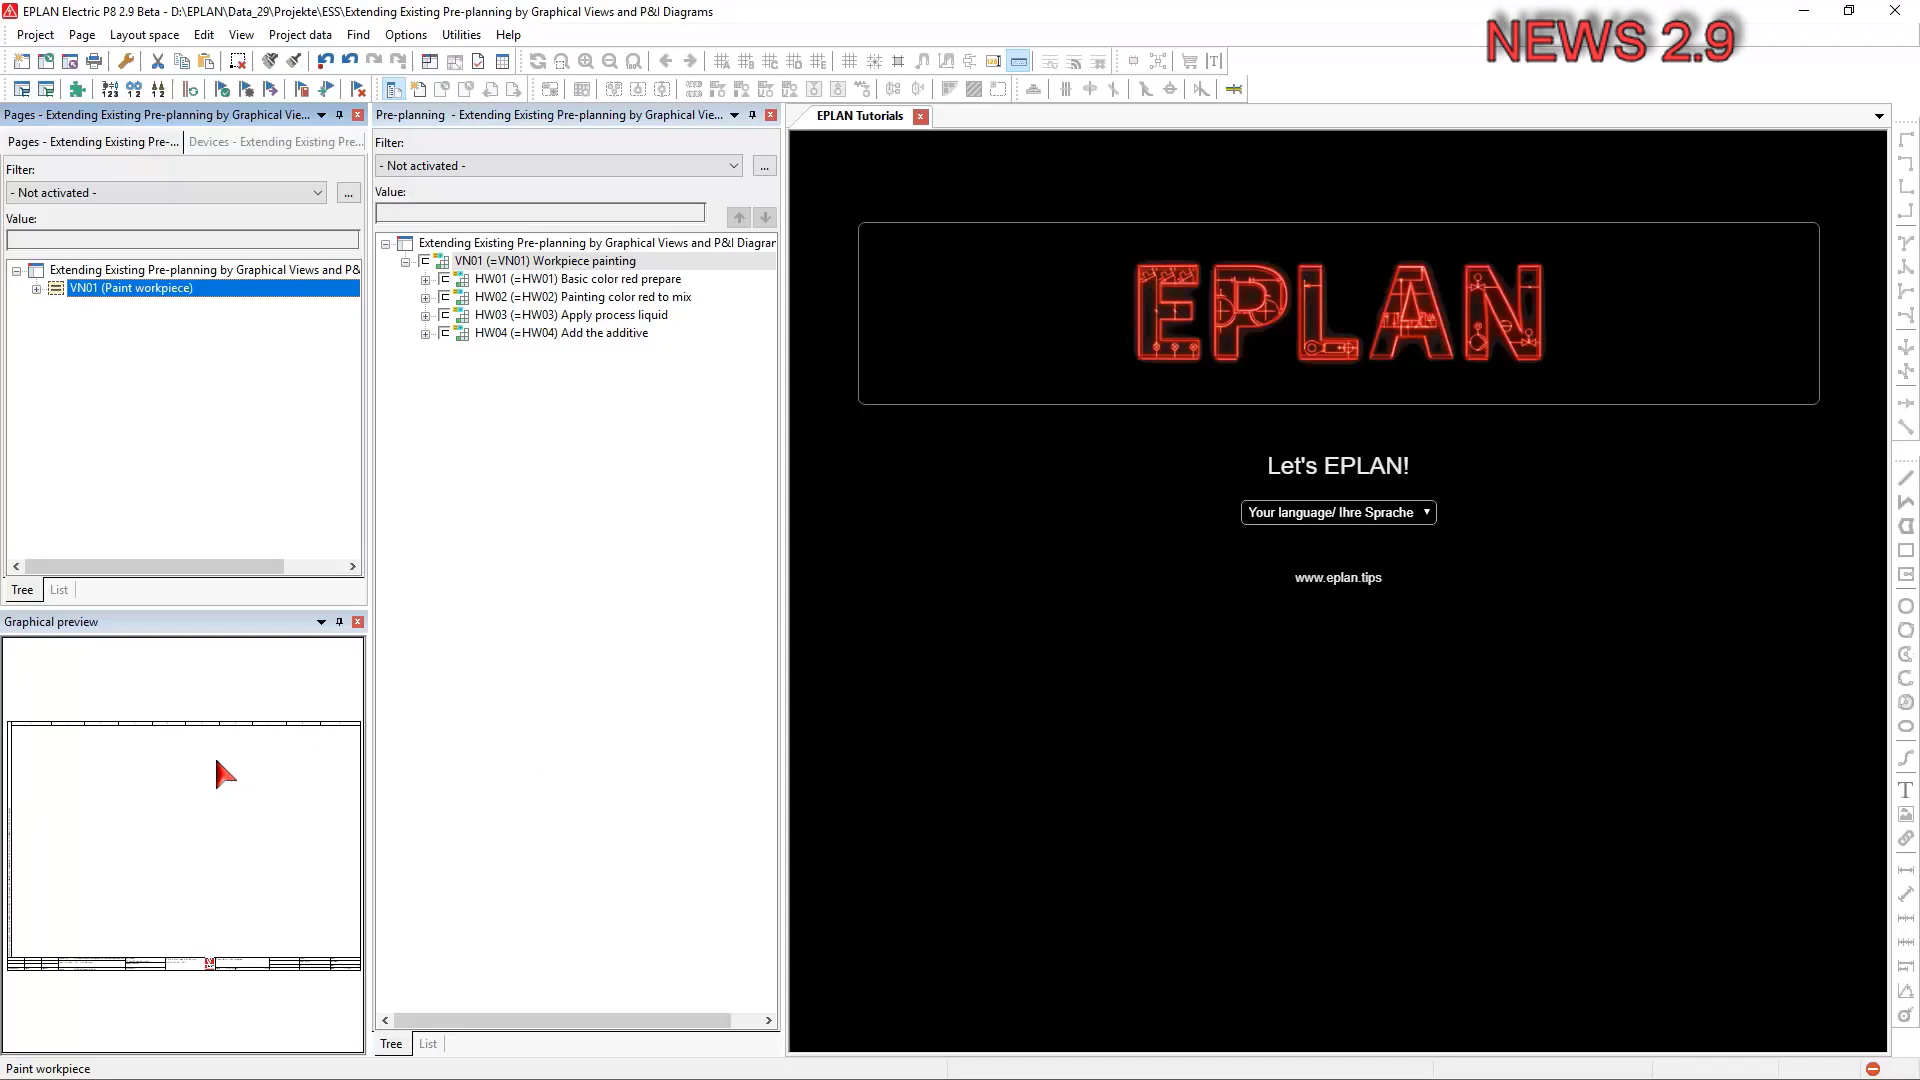 EPLAN Electric P8 2.9 Beta - D:\EPLAN\Data_29\Projekte\ESS\Extending Existing Pre-planning by Graphical Views and P&I Diagrams
NEWS 2.9
Project Page Layout space Edit View Project data Find Options Utilities Help
Pages - Extending Existing Pre-planning by Graphical Vie...
Pages - Extending Existing Pre-...
Devices - Extending Existing Pre...
Filter:
- Not activated -
...
Value:
Extending Existing Pre-planning by Graphical Views and P&
VN01 (Paint workpiece)
Tree List
Graphical preview
Pre-planning - Extending Existing Pre-planning by Graphical Vie...
Filter:
- Not activated -
...
Value:
Extending Existing Pre-planning by Graphical Views and P&I Diagrar
VN01 (=VN01) Workpiece painting
HW01 (=HW01) Basic color red prepare
HW02 (=HW02) Painting color red to mix
HW03 (=HW03) Apply process liquid
HW04 (=HW04) Add the additive
Tree List
EPLAN Tutorials
EPLAN
Let's EPLAN!
Your language/ Ihre Sprache
www.eplan.tips
Paint workpiece